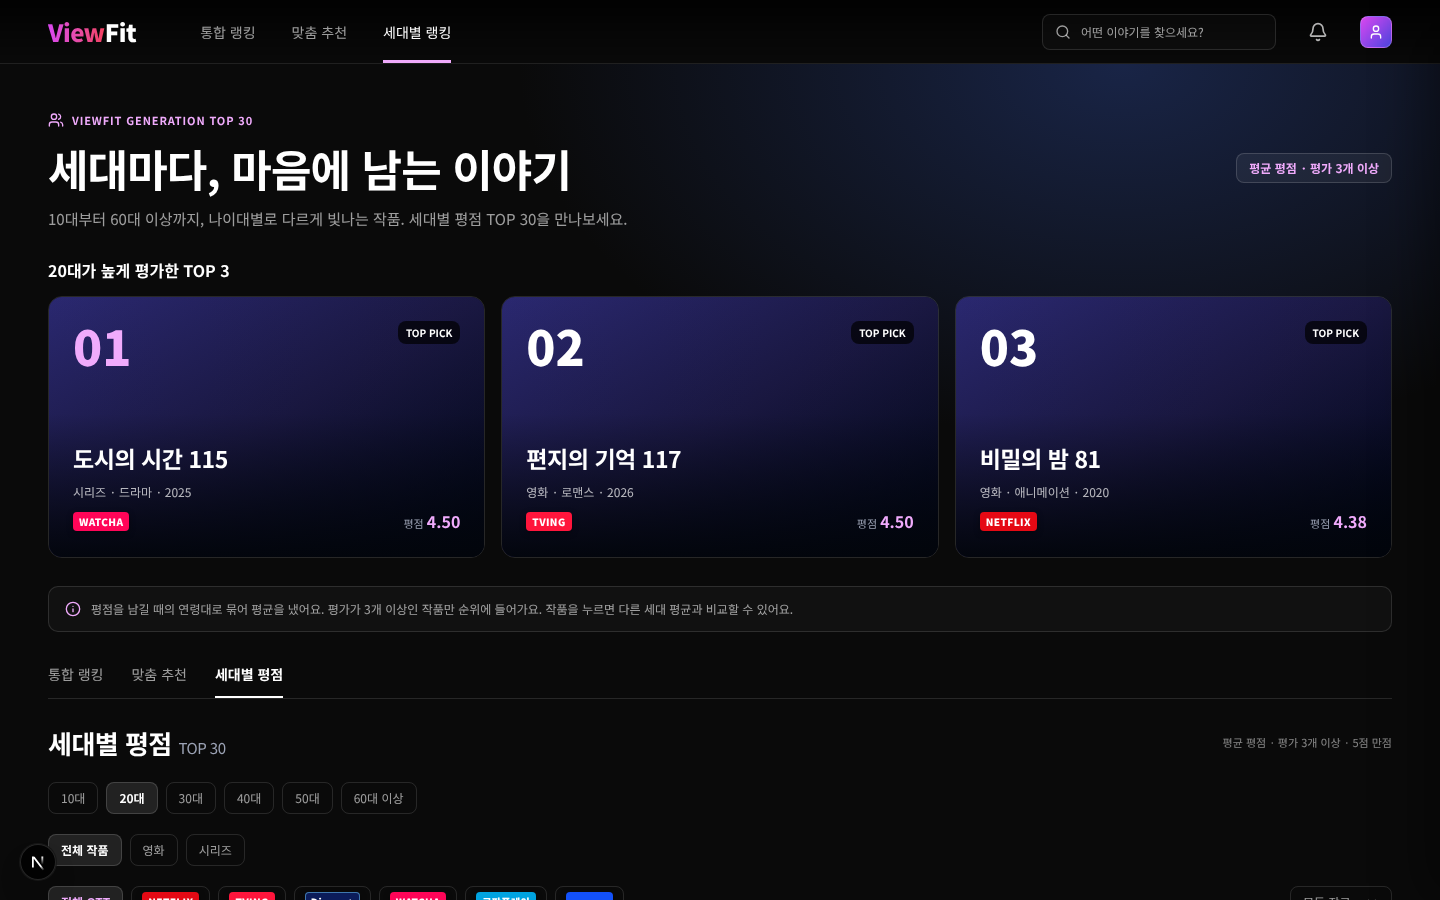 ViewFit
통합 랭킹
맞춤 추천
세대별 랭킹
어떤 이야기를 찾으세요?
VIEWFIT GENERATION TOP 30
세대마다, 마음에 남는 이야기
평균 평점 · 평가 3개 이상
10대부터 60대 이상까지, 나이대별로 다르게 빛나는 작품. 세대별 평점 TOP 30을 만나보세요.
20대가 높게 평가한 TOP 3
01
TOP PICK
도시의 시간 115
시리즈 · 드라마 · 2025
WATCHA
평점 4.50
02
TOP PICK
편지의 기억 117
영화 · 로맨스 · 2026
TVING
평점 4.50
03
TOP PICK
비밀의 밤 81
영화 · 애니메이션 · 2020
NETFLIX
평점 4.38
평점을 남길 때의 연령대로 묶어 평균을 냈어요. 평가가 3개 이상인 작품만 순위에 들어가요. 작품을 누르면 다른 세대 평균과 비교할 수 있어요.
통합 랭킹
맞춤 추천
세대별 평점
세대별 평점 TOP 30
평균 평점 · 평가 3개 이상 · 5점 만점
10대
20대
30대
40대
50대
60대 이상
전체 작품
영화
시리즈
N
전체 OTT
NETFLIX
TVING
WATCHA
쿠팡플레이